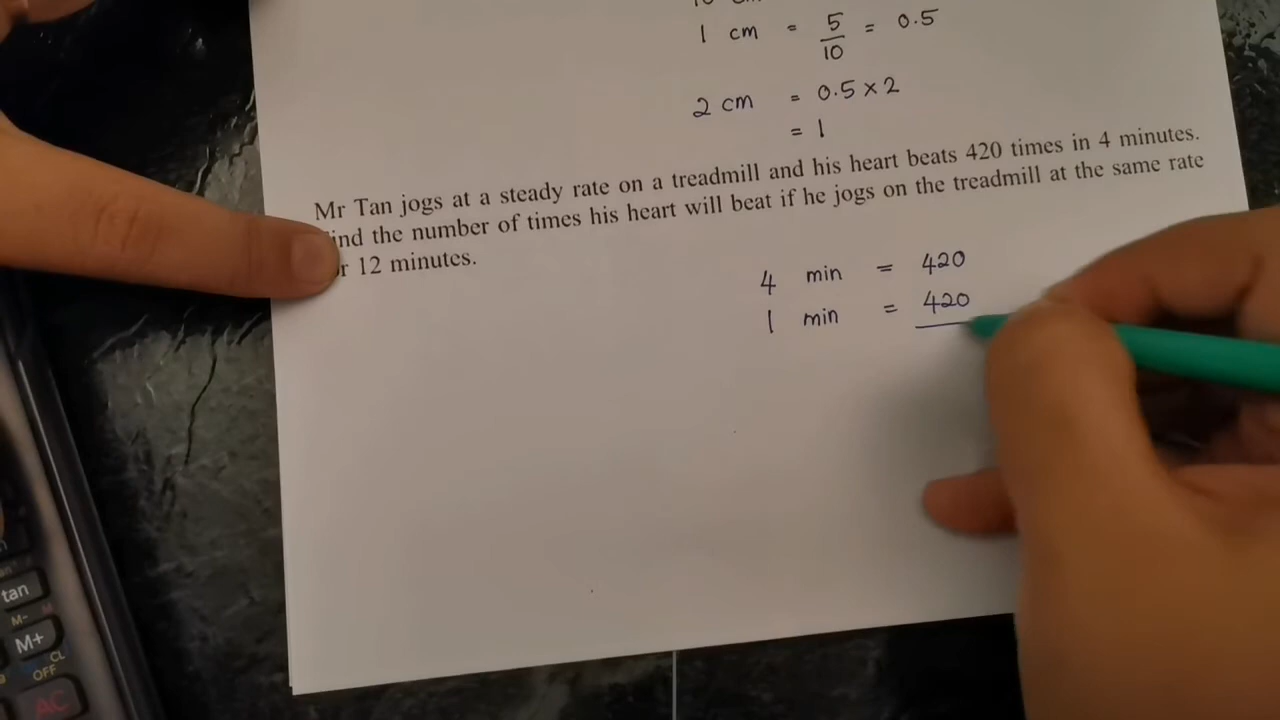 1 cm = 5/10 = 0.5
2 cm = 0.5 × 2
= 1
Mr Tan jogs at a steady rate on a treadmill and his heart beats 420 times in 4 minutes.
ind the number of times his heart will beat if he jogs on the treadmill at the same rate
r 12 minutes.
4 min = 420
1 min = 420
tan
M-
M
M+
CL
OFF
AC